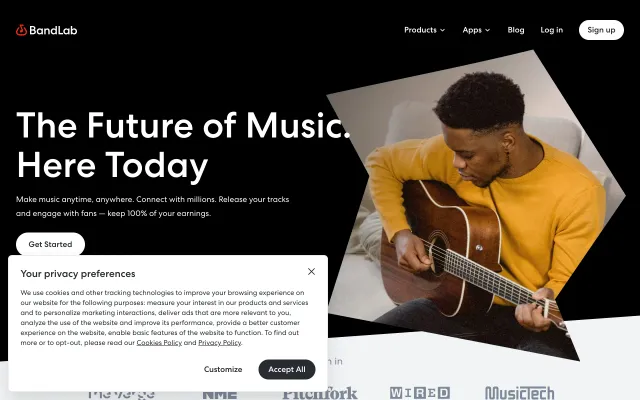 BandLab
Products
Apps
Blog
Log in
Sign up
The Future of Music.
Here Today
Make music anytime, anywhere. Connect with millions. Release your tracks
and engage with fans — keep 100% of your earnings.
Get Started
Your privacy preferences
We use cookies and other tracking technologies to improve your browsing experience on
our website for the following purposes: measure your interest in our products and services
and to personalize marketing interactions, deliver ads that are more relevant to you,
analyze the use of the website and improve its performance, provide a better customer
experience on the website, enable basic features of the website to function. To find out
more or to opt-out, please read our Cookies Policy and Privacy Policy.
Customize
Accept All
in
NME
Pitchfork
WIRED
MusicTech